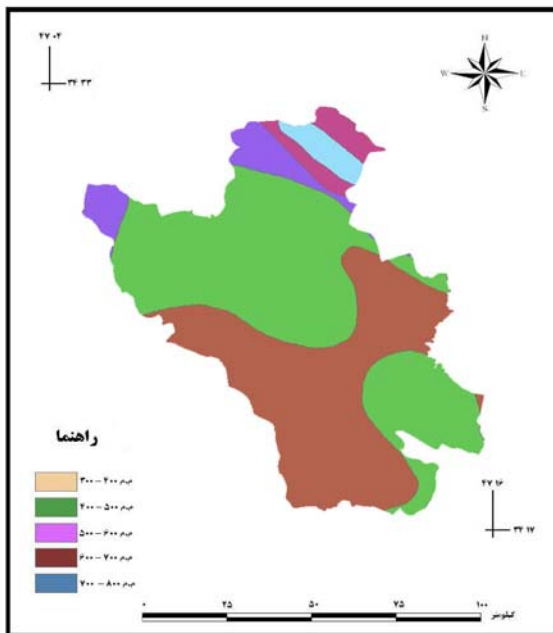 ۴۷ ۰۴
۳۴ ۳۳
N
W E
S
راهنما
۳۰۰ – ۴۰۰ م.م
۴۰۰ – ۵۰۰ م.م
۵۰۰ – ۶۰۰ م.م
۶۰۰ – ۷۰۰ م.م
۷۰۰ – ۸۰۰ م.م
۴۷ ۱۶
۳۴ ۱۷
۰ ۲۵ ۵۰ ۷۵ ۱۰۰
کیلومتر